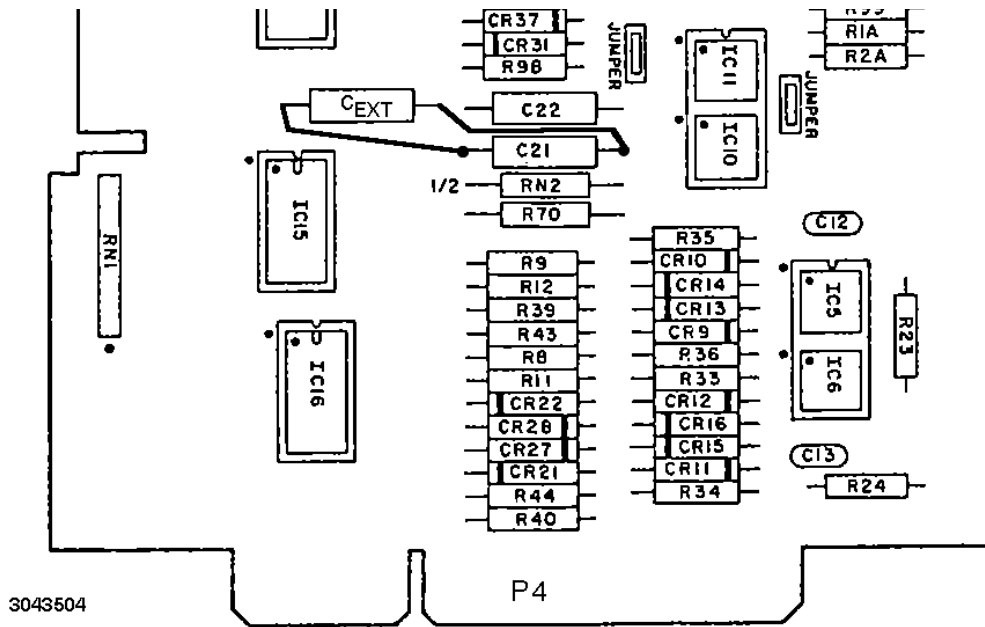 CR37
CR31
R98
JUMPER
R1A
R2A
IC11
JUMPER
CEXT
C22
IC10
C21
1/2 RN2
R70
IC15
RN1
C12
R35
CR10
CR14
CR13
CR9
R36
R33
CR12
CR16
CR15
CR11
R34
R9
R12
R39
R43
R8
R11
CR22
CR28
CR27
CR21
R44
R40
IC5
R23
IC6
IC16
C13
R24
P4
3043504